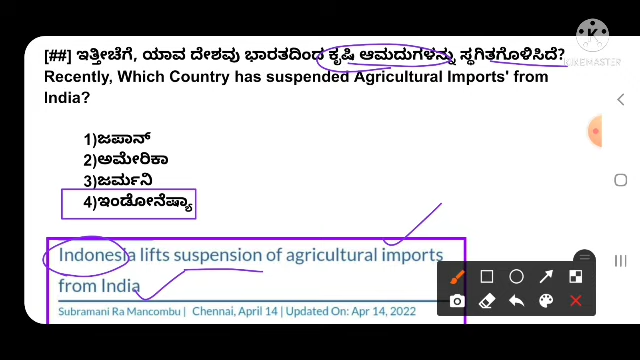 [##] ಇತ್ತೀಚೆಗೆ, ಯಾವ ದೇಶವು ಭಾರತದಿಂದ ಕೃಷಿ ಆಮದುಗಳನ್ನು ಸ್ಥಗಿತಗೊಳಿಸಿದೆ?
Recently, Which Country has suspended Agricultural Imports' from
India?
1)ಜಪಾನ್
2)ಅಮೇರಿಕಾ
3)ಜರ್ಮನಿ
4)ಇಂಡೋನೆಷ್ಯಾ
Indonesia lifts suspension of agricultural imports
from India
Subramani Ra Mancombu | Chennai, April 14 | Updated On: Apr 14, 2022
KINEMASTER